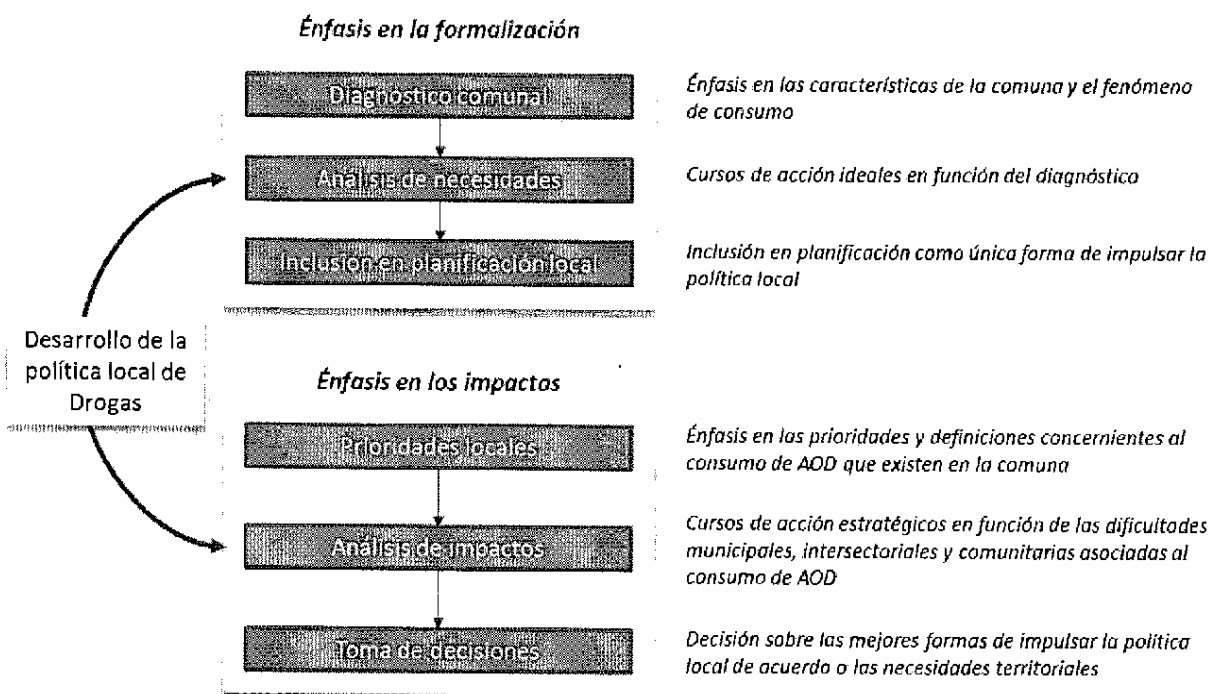 Énfasis en la formalización
Diagnóstico comunal
Énfasis en las características de la comuna y el fenómeno
de consumo
Análisis de necesidades
Cursos de acción ideales en función del diagnóstico
Inclusión en planificación local
Inclusión en planificación como única forma de impulsar la
política local
Desarrollo de la
política local de
Drogas
Énfasis en los impactos
Prioridades locales
Énfasis en las prioridades y definiciones concernientes al
consumo de AOD que existen en la comuna
Análisis de impactos
Cursos de acción estratégicos en función de las dificultades
municipales, intersectoriales y comunitarias asociadas al
consumo de AOD
Toma de decisiones
Decisión sobre las mejores formas de impulsar la política
local de acuerdo a las necesidades territoriales